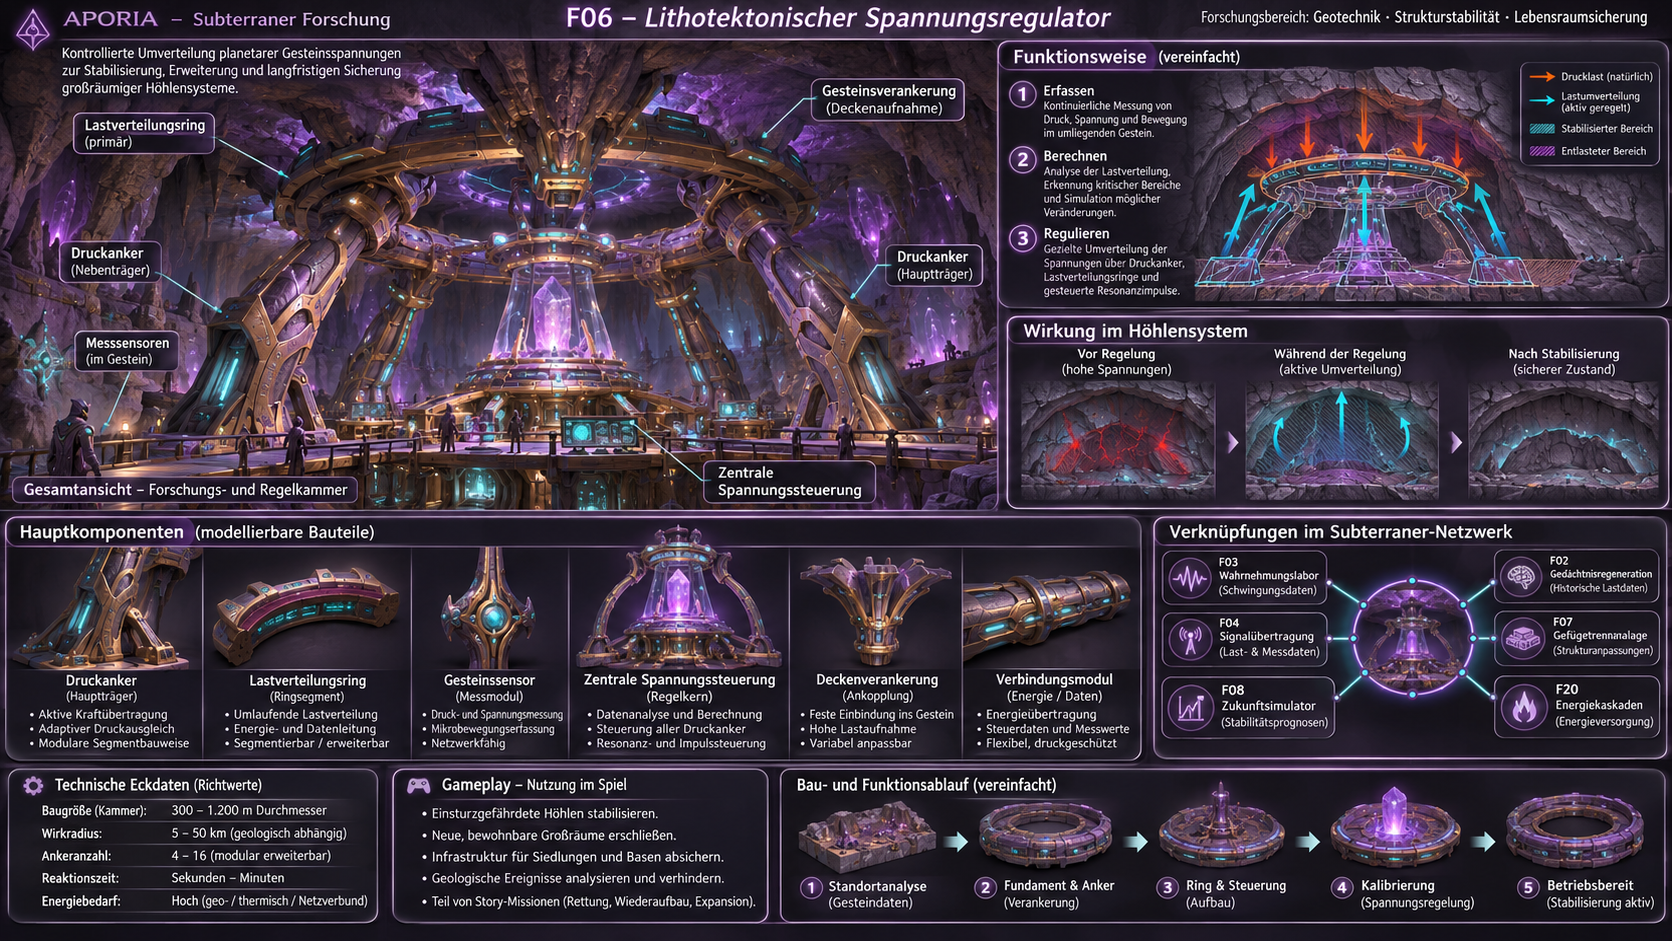 APORIA – Subterraner Forschung
F06 – Lithotektonischer Spannungsregulator
Forschungsbereich: Geotechnik · Strukturstabilität · Lebensraumsicherung
Kontrollierte Umverteilung planetarer Gesteinsspannungen
zur Stabilisierung, Erweiterung und langfristigen Sicherung
großräumiger Höhlensysteme.
Lastverteilungsring
(primär)
Gesteinsverankerung
(Deckenaufnahme)
Druckanker
(Nebenträger)
Druckanker
(Hauptträger)
Messsensoren
(im Gestein)
Zentrale
Spannungssteuerung
Gesamtansicht – Forschungs- und Regelkammer
Funktionsweise (vereinfacht)
1 Erfassen
Kontinuierliche Messung von
Druck, Spannung und Bewegung
im umliegenden Gestein.
2 Berechnen
Analyse der Lastverteilung,
Erkennung kritischer Bereiche
und Simulation möglicher
Veränderungen.
3 Regulieren
Gezielte Umverteilung der
Spannungen über Druckanker,
Lastverteilungsringe und
gesteuerte Resonanzimpulse.
Drucklast (natürlich)
Lastumverteilung
(aktiv geregelt)
Stabilisierter Bereich
Entlasteter Bereich
Wirkung im Höhlensystem
Vor Regelung
(hohe Spannungen)
Während der Regelung
(aktive Umverteilung)
Nach Stabilisierung
(sicherer Zustand)
Hauptkomponenten (modellierbare Bauteile)
Druckanker
(Hauptträger)
• Aktive Kraftübertragung
• Adaptiver Druckausgleich
• Modulare Segmentbauweise
Lastverteilungsring
(Ringsegment)
• Umlaufende Lastverteilung
• Energie- und Datenleitung
• Segmentierbar / erweiterbar
Gesteinssensor
(Messmodul)
• Druck- und Spannungsmessung
• Mikrobewegungserfassung
• Netzwerkfähig
Zentrale Spannungssteuerung
(Regelkern)
• Datenanalyse und Berechnung
• Steuerung aller Druckanker
• Resonanz- und Impulssteuerung
Deckenverankerung
(Ankopplung)
• Feste Einbindung ins Gestein
• Hohe Lastaufnahme
• Variabel anpassbar
Verbindungsmodul
(Energie / Daten)
• Energieübertragung
• Steuerdaten und Messwerte
• Flexibel, druckgeschützt
Verknüpfungen im Subterraner-Netzwerk
F03
Wahrnehmungslabor
(Schwingungsdaten)
F04
Signalübertragung
(Last- & Messdaten)
F08
Zukunftsimulator
(Stabilitätsprognosen)
F02
Gedächtnisregeneration
(Historische Lastdaten)
F07
Gefügetrennanalage
(Strukturanpassungen)
F20
Energiekaskaden
(Energieversorgung)
Technische Eckdaten (Richtwerte)
Baugröße (Kammer): 300 – 1.200 m Durchmesser
Wirkradius: 5 – 50 km (geologisch abhängig)
Ankeranzahl: 4 – 16 (modular erweiterbar)
Reaktionszeit: Sekunden – Minuten
Energiebedarf: Hoch (geo- / thermisch / Netzverbund)
Gameplay – Nutzung im Spiel
• Einsturzgefährdete Höhlen stabilisieren.
• Neue, bewohnbare Großräume erschließen.
• Infrastruktur für Siedlungen und Basen absichern.
• Geologische Ereignisse analysieren und verhindern.
• Teil von Story-Missionen (Rettung, Wiederaufbau, Expansion).
Bau- und Funktionsablauf (vereinfacht)
1 Standortanalyse
(Gesteindaten)
2 Fundament & Anker
(Verankerung)
3 Ring & Steuerung
(Aufbau)
4 Kalibrierung
(Spannungsregelung)
5 Betriebsbereit
(Stabilisierung aktiv)